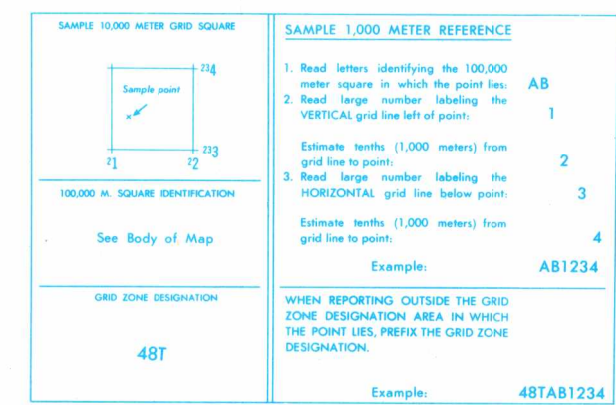 SAMPLE 10,000 METER GRID SQUARE
234
Sample point
x
233
21
22
100,000 M. SQUARE IDENTIFICATION
See Body of Map
GRID ZONE DESIGNATION
48T
SAMPLE 1,000 METER REFERENCE
1. Read letters identifying the 100,000
meter square in which the point lies: AB
2. Read large number labeling the
VERTICAL grid line left of point: 1
Estimate tenths (1,000 meters) from
grid line to point: 2
3. Read large number labeling the
HORIZONTAL grid line below point: 3
Estimate tenths (1,000 meters) from
grid line to point: 4
Example: AB1234
WHEN REPORTING OUTSIDE THE GRID
ZONE DESIGNATION AREA IN WHICH
THE POINT LIES, PREFIX THE GRID ZONE
DESIGNATION.
Example: 48TAB1234